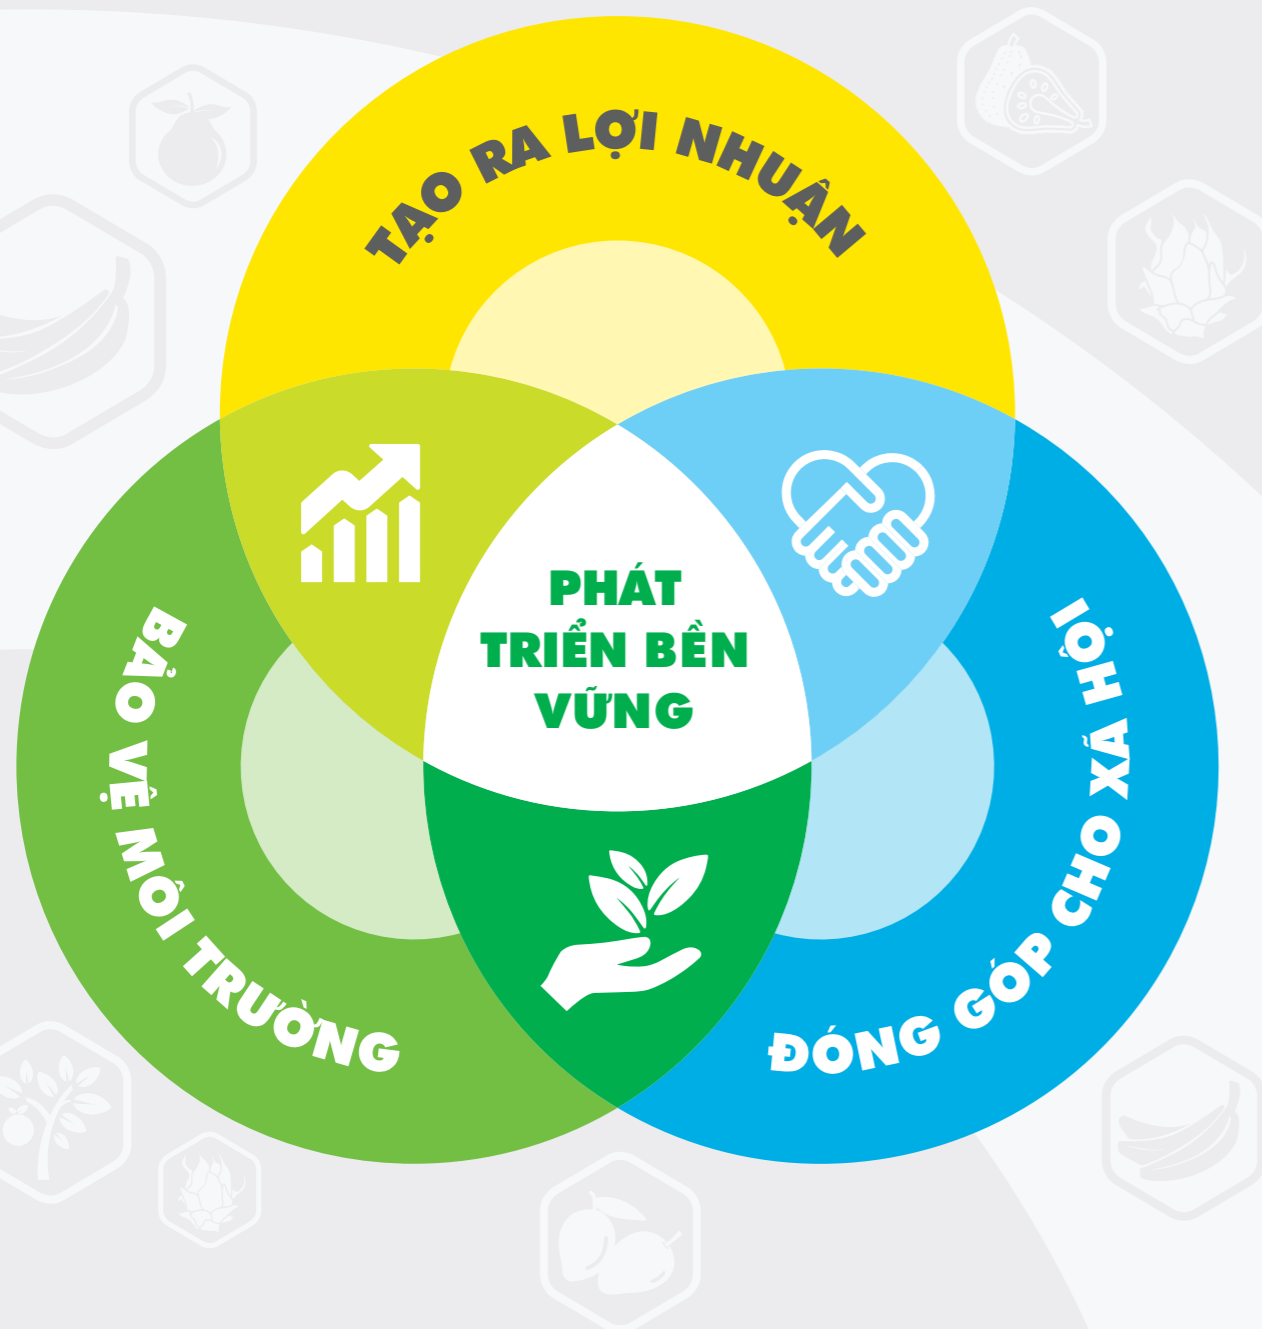 TẠO RA LỢI NHUẬN
PHÁT
TRIỂN BỀN
VỮNG
BẢO VỆ MÔI TRƯỜNG
ĐÓNG GÓP CHO XÃ HỘI